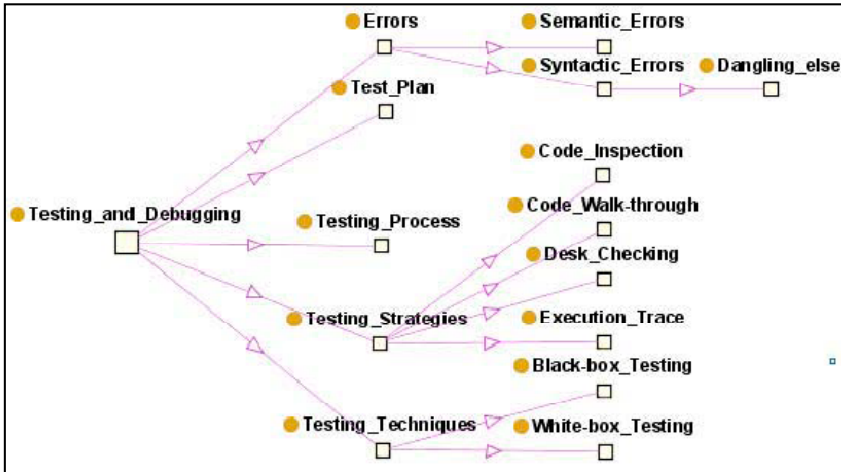 Errors
Semantic_Errors
Syntactic_Errors
Dangling_else
Test_Plan
Code_Inspection
Testing_and_Debugging
Testing_Process
Code_Walk-through
Desk_Checking
Testing_Strategies
Execution_Trace
Black-box_Testing
Testing_Techniques
White-box_Testing